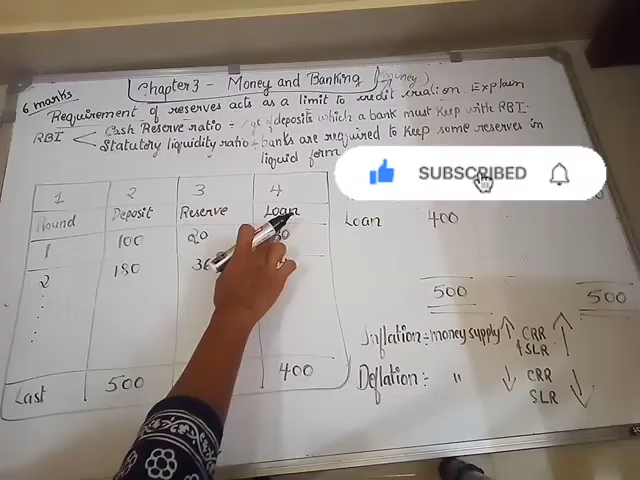 Chapter 3 - Money and Banking (money)
6 marks
Requirement of reserves acts as a limit to credit creation. Explain
RBI
Cash Reserve ratio ÷ % of deposits which a bank must keep with RBI.
Statutory liquidity ratio ÷ banks are required to keep some reserves in
liquid form
SUBSCRIBED
1 2 3 4
Round Deposit Reserve Loan
1 100 20
2 180 36
Last 500 400
Loan 400
500 500
Inflation ÷ money supply ↑ CRR
↑ SLR ↑
Deflation ÷ " ↓ CRR
SLR ↓